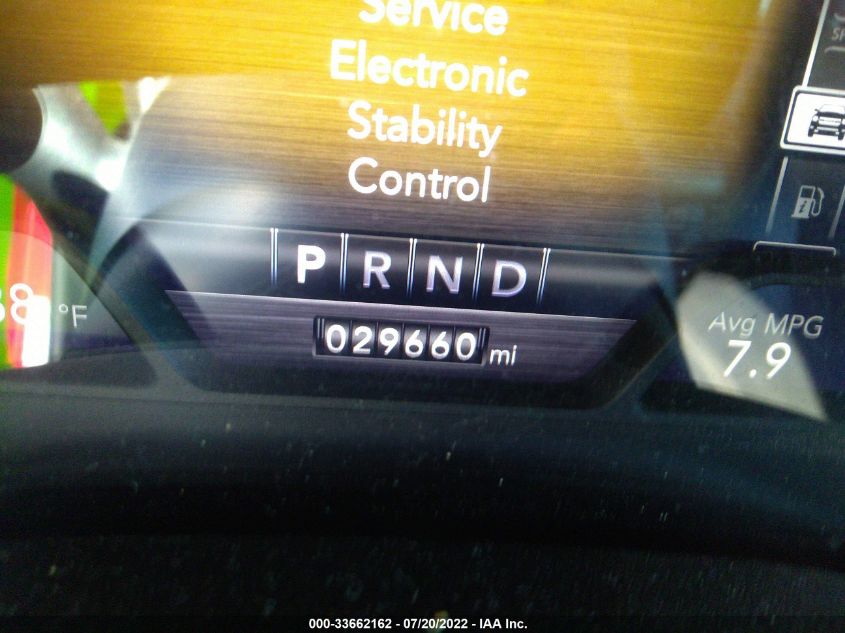 Service
Electronic
Stability
Control
P R N D
029660 mi
°F
Avg MPG
7.9
000-33662162 - 07/20/2022 - IAA Inc.